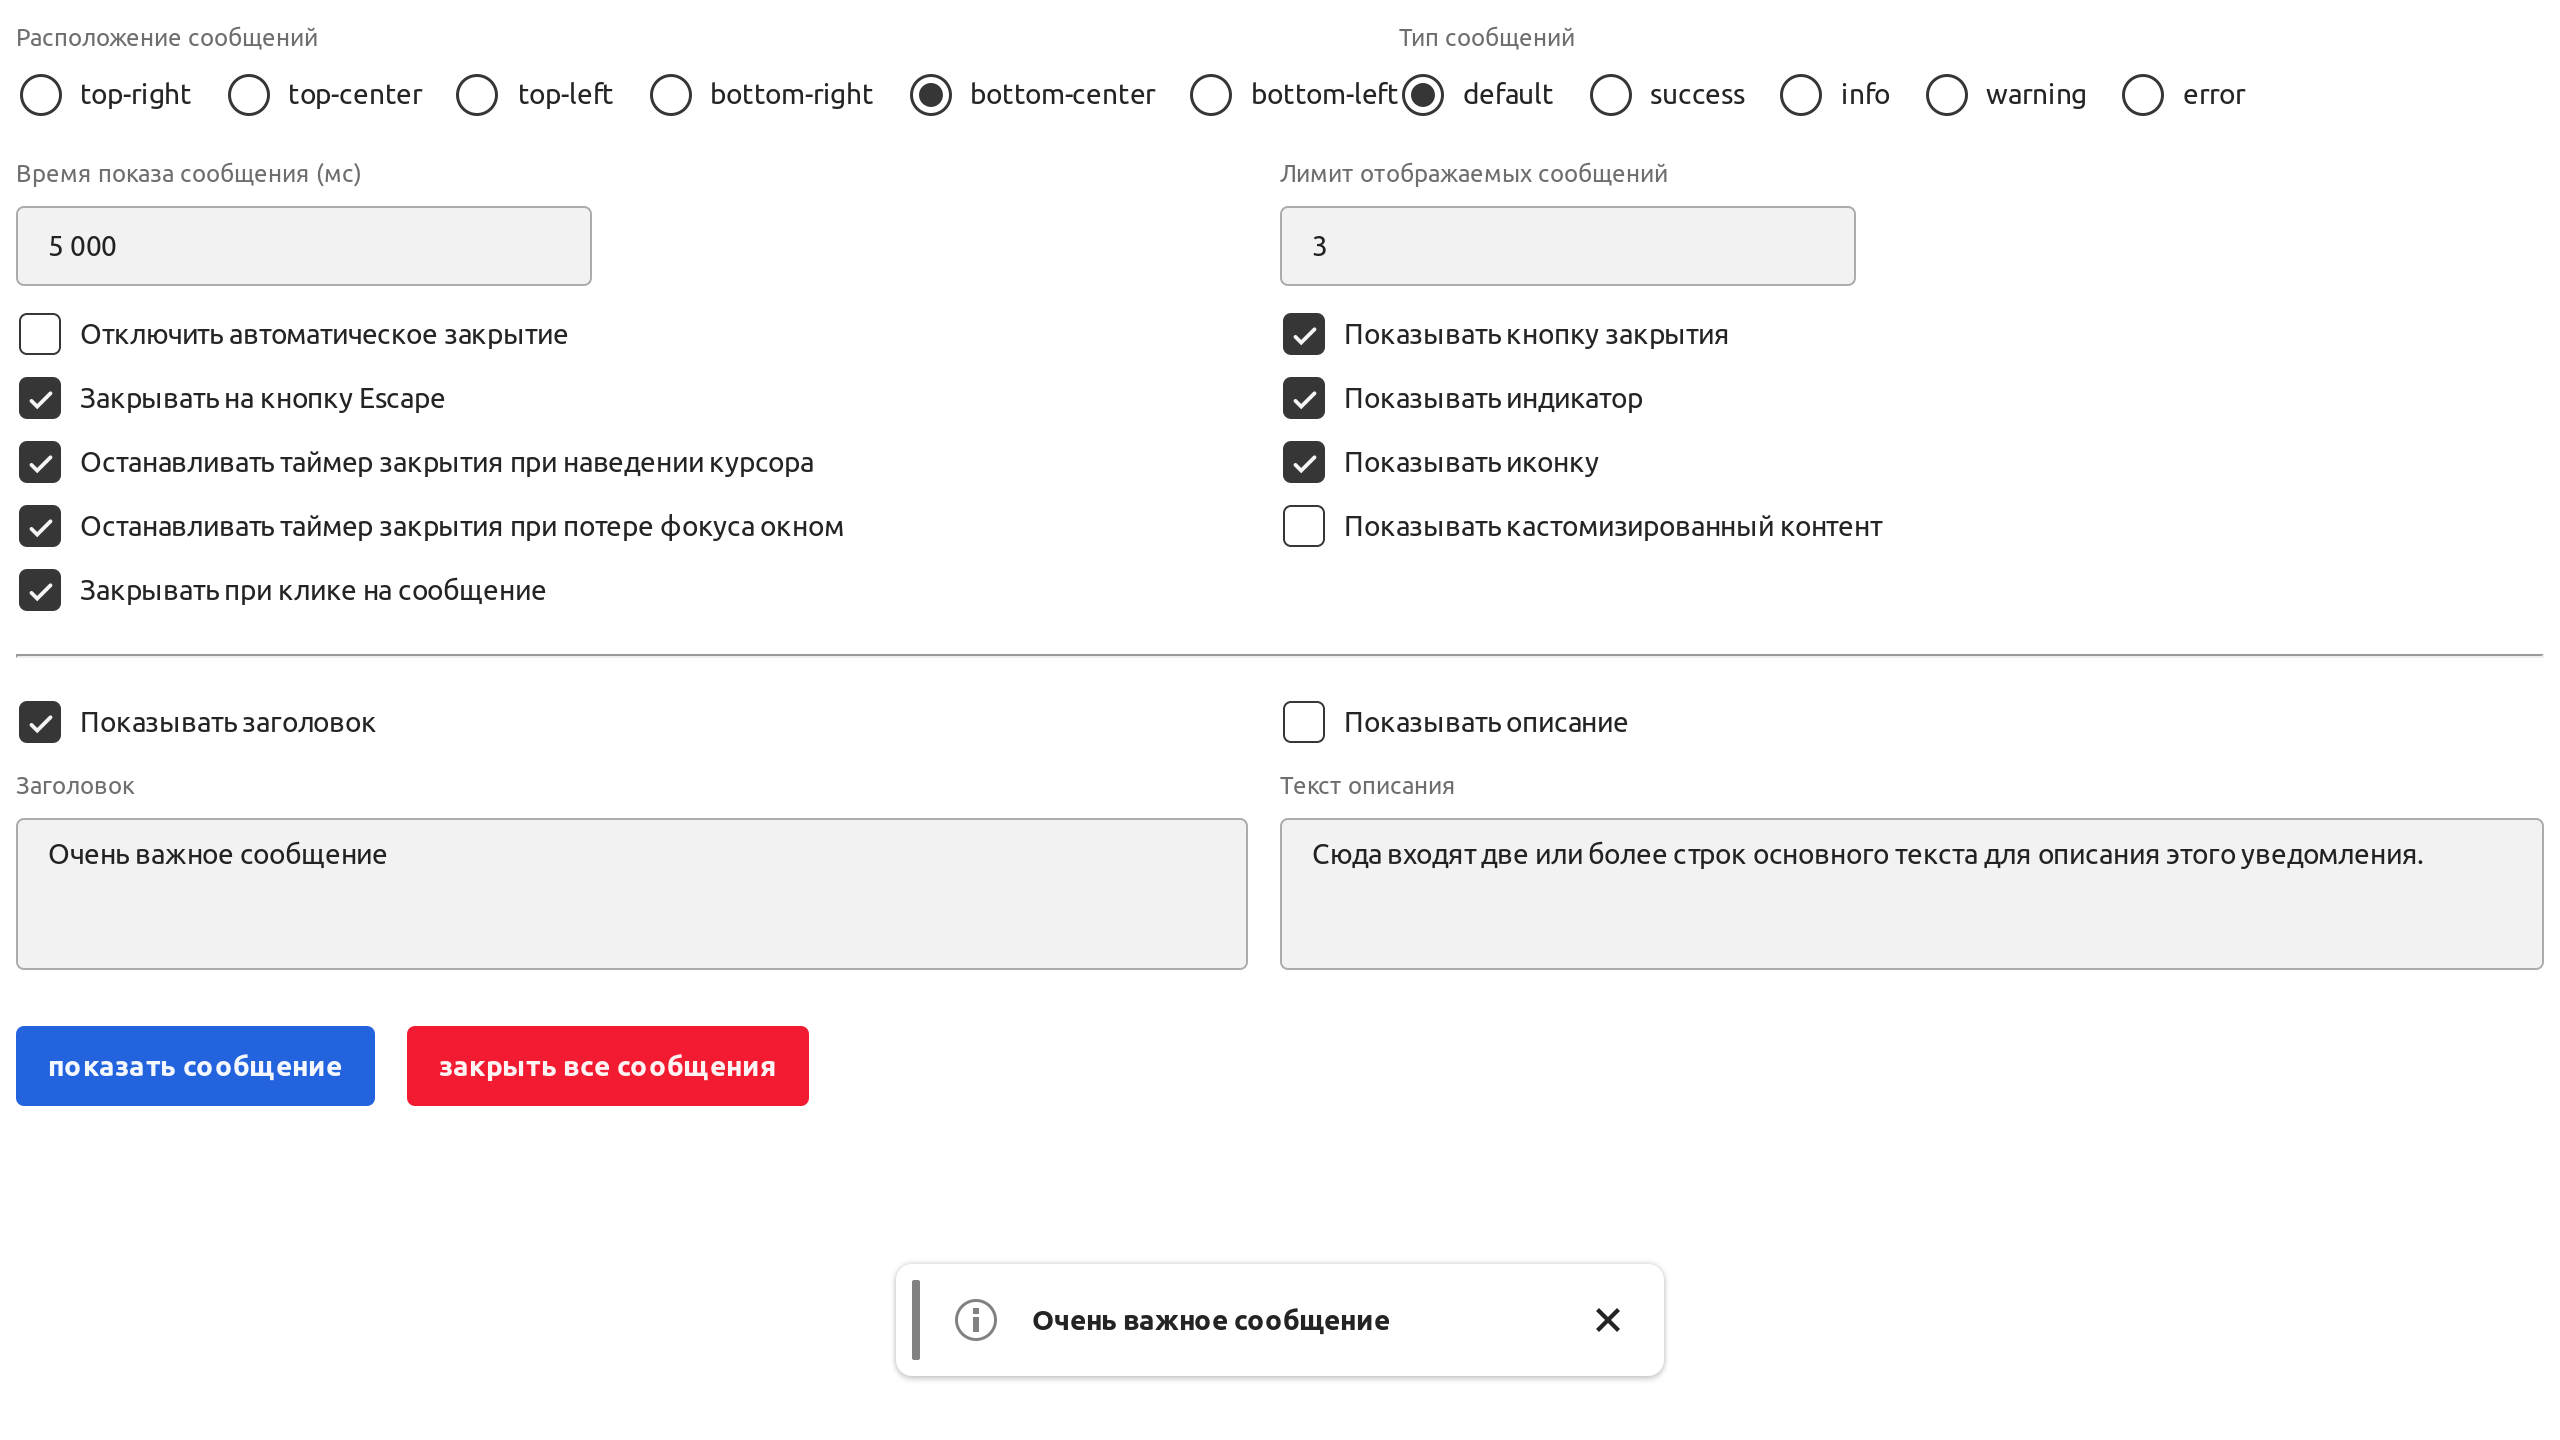 Расположение сообщений
Тип сообщений
top-right top-center top-left bottom-right bottom-center bottom-left
default success info warning error
Время показа сообщения (мс)
Лимит отображаемых сообщений
5 000
3
Отключить автоматическое закрытие
Показывать кнопку закрытия
Закрывать на кнопку Escape
Показывать индикатор
Останавливать таймер закрытия при наведении курсора
Показывать иконку
Останавливать таймер закрытия при потере фокуса окном
Показывать кастомизированный контент
Закрывать при клике на сообщение
Показывать заголовок
Показывать описание
Заголовок
Текст описания
Очень важное сообщение
Сюда входят две или более строк основного текста для описания этого уведомления.
показать сообщение
закрыть все сообщения
Очень важное сообщение